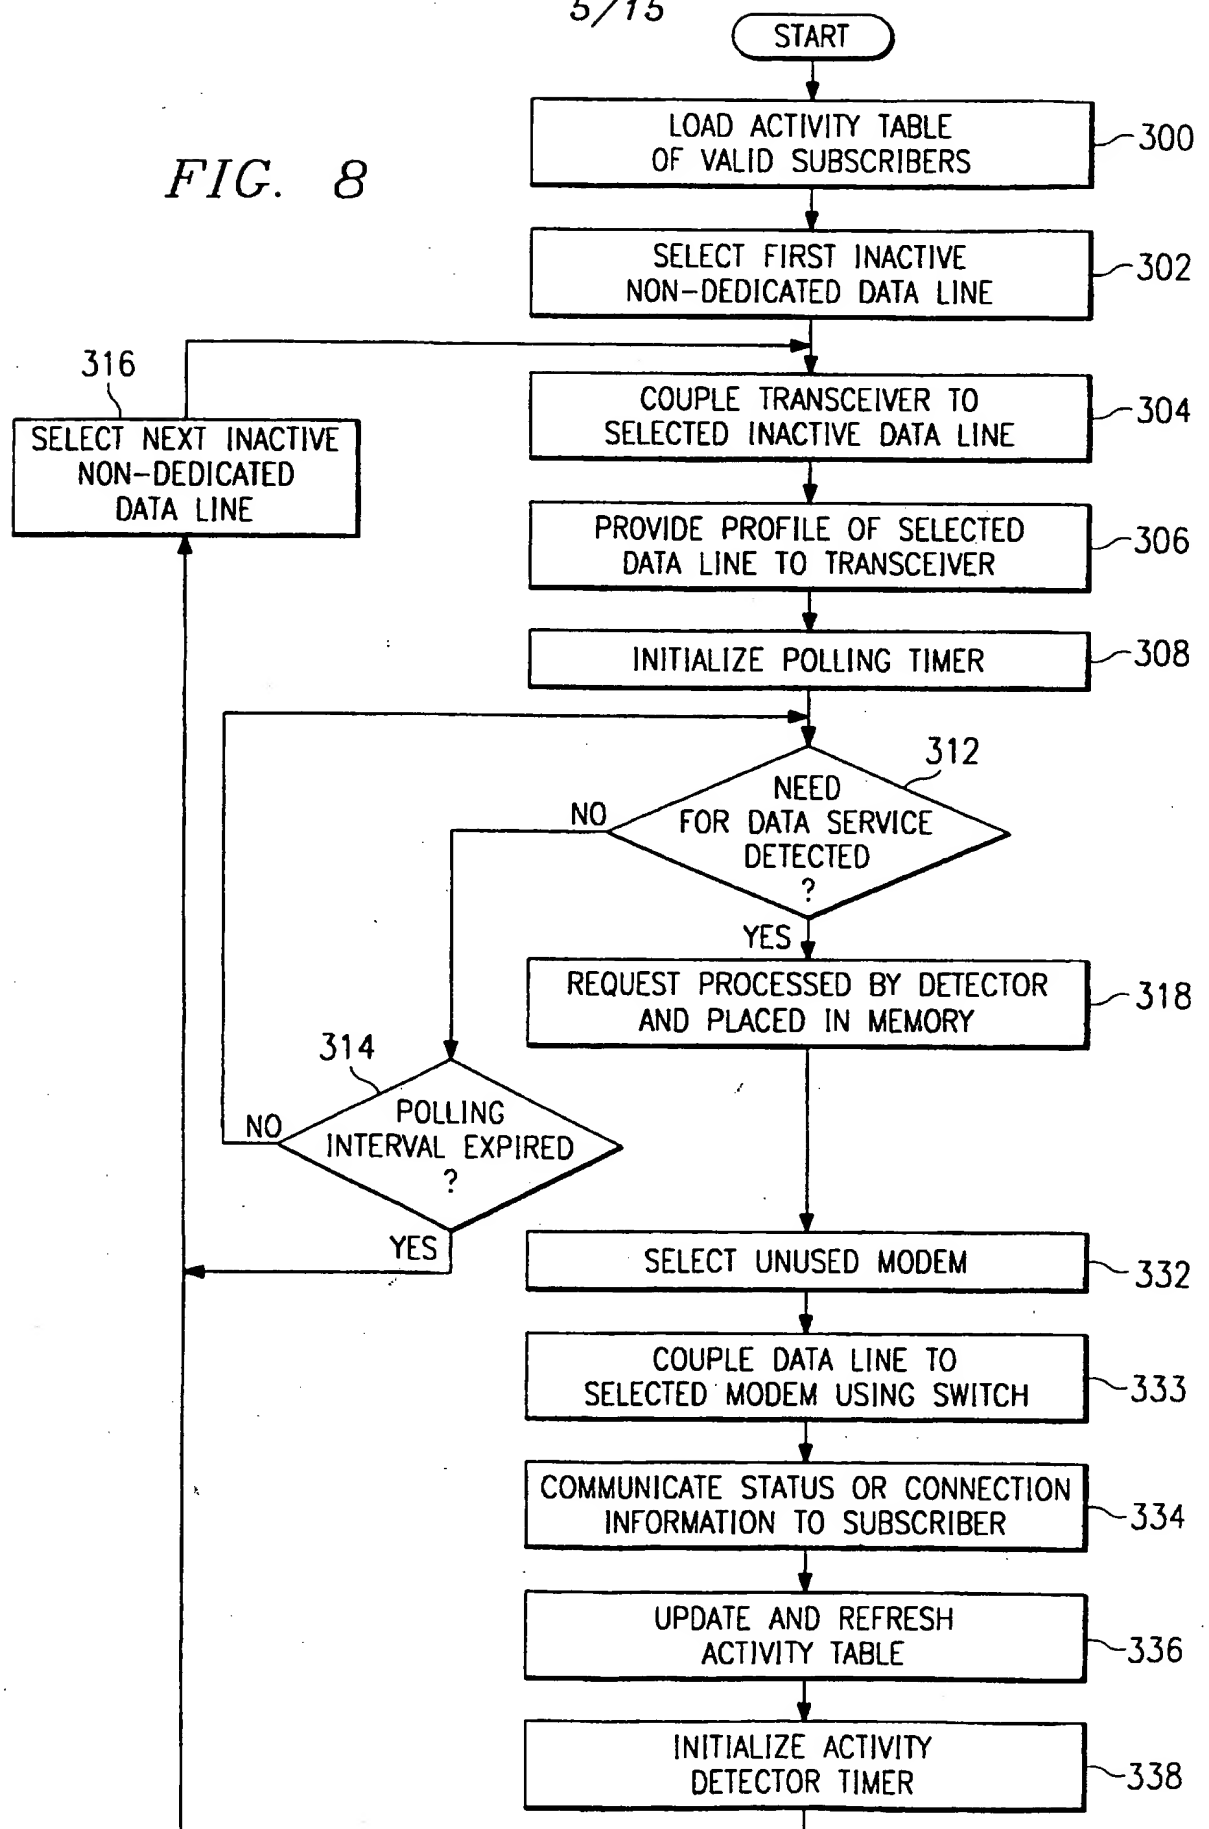 5/15
START
FIG. 8
LOAD ACTIVITY TABLE
OF VALID SUBSCRIBERS
300
SELECT FIRST INACTIVE
NON-DEDICATED DATA LINE
302
316
SELECT NEXT INACTIVE
NON-DEDICATED
DATA LINE
COUPLE TRANSCEIVER TO
SELECTED INACTIVE DATA LINE
304
PROVIDE PROFILE OF SELECTED
DATA LINE TO TRANSCEIVER
306
INITIALIZE POLLING TIMER
308
312
NEED
FOR DATA SERVICE
DETECTED
?
NO
YES
REQUEST PROCESSED BY DETECTOR
AND PLACED IN MEMORY
318
314
POLLING
INTERVAL EXPIRED
?
NO
YES
SELECT UNUSED MODEM
332
COUPLE DATA LINE TO
SELECTED MODEM USING SWITCH
333
COMMUNICATE STATUS OR CONNECTION
INFORMATION TO SUBSCRIBER
334
UPDATE AND REFRESH
ACTIVITY TABLE
336
INITIALIZE ACTIVITY
DETECTOR TIMER
338